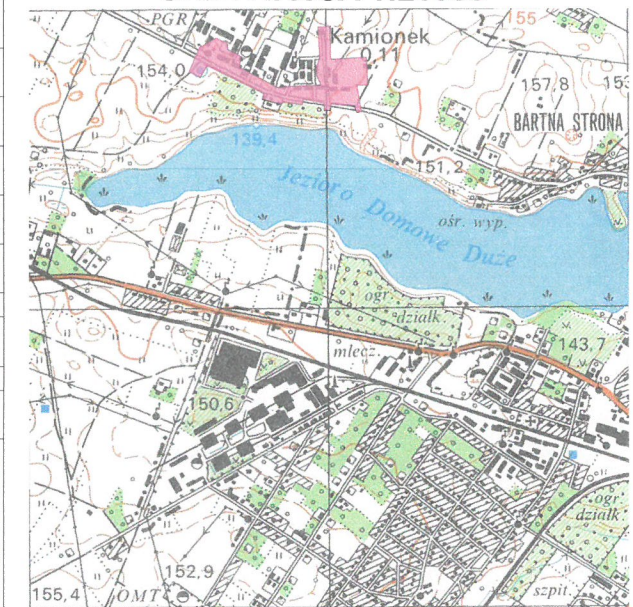 PGR
155
Kamionek
0,11
154,0
157,8
BARTNA STRONA
139,4
151,2
Jezioro Domowe Duże
ośr. wyp.
ogr.
działk.
mlecz.
143,7
150,6
ogr.
działk
152,9
155,4
OMT
szpit.